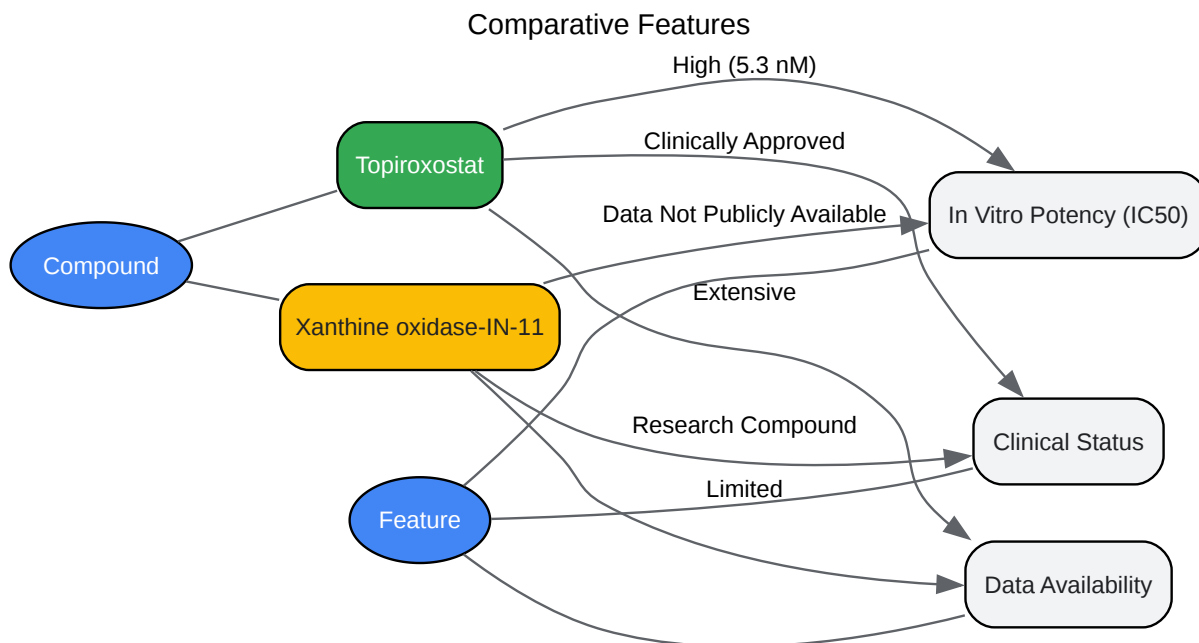 Comparative Features
High (5.3 nM)
Clinically Approved
Topiroxostat
Data Not Publicly Available
In Vitro Potency (IC50)
Compound
Extensive
Xanthine oxidase-IN-11
Research Compound
Clinical Status
Limited
Feature
Data Availability